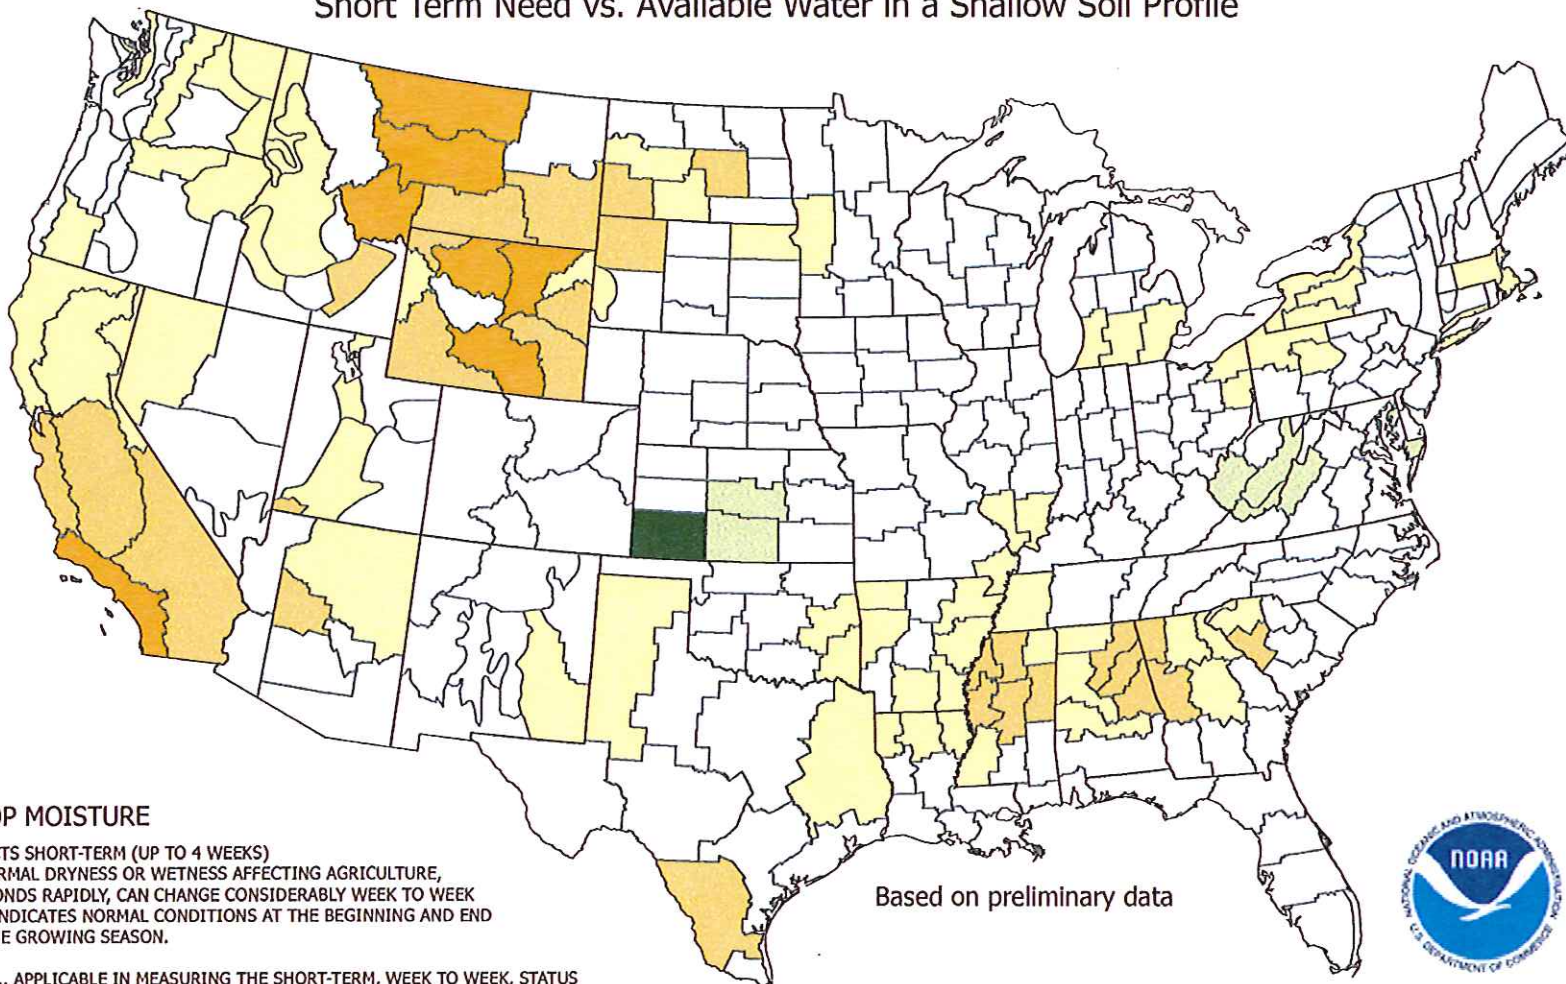 Short Term Need vs. Available Water in a Shallow Soil Profile
OP MOISTURE
CTS SHORT-TERM (UP TO 4 WEEKS)
RMAL DRYNESS OR WETNESS AFFECTING AGRICULTURE,
ONDS RAPIDLY, CAN CHANGE CONSIDERABLY WEEK TO WEEK
INDICATES NORMAL CONDITIONS AT THE BEGINNING AND END
E GROWING SEASON.
APPLICABLE IN MEASURING THE SHORT-TERM, WEEK TO WEEK, STATUS
Based on preliminary data
NATIONAL OCEANIC AND ATMOSPHERIC ADMINISTRATION
NOAA
U.S. DEPARTMENT OF COMMERCE